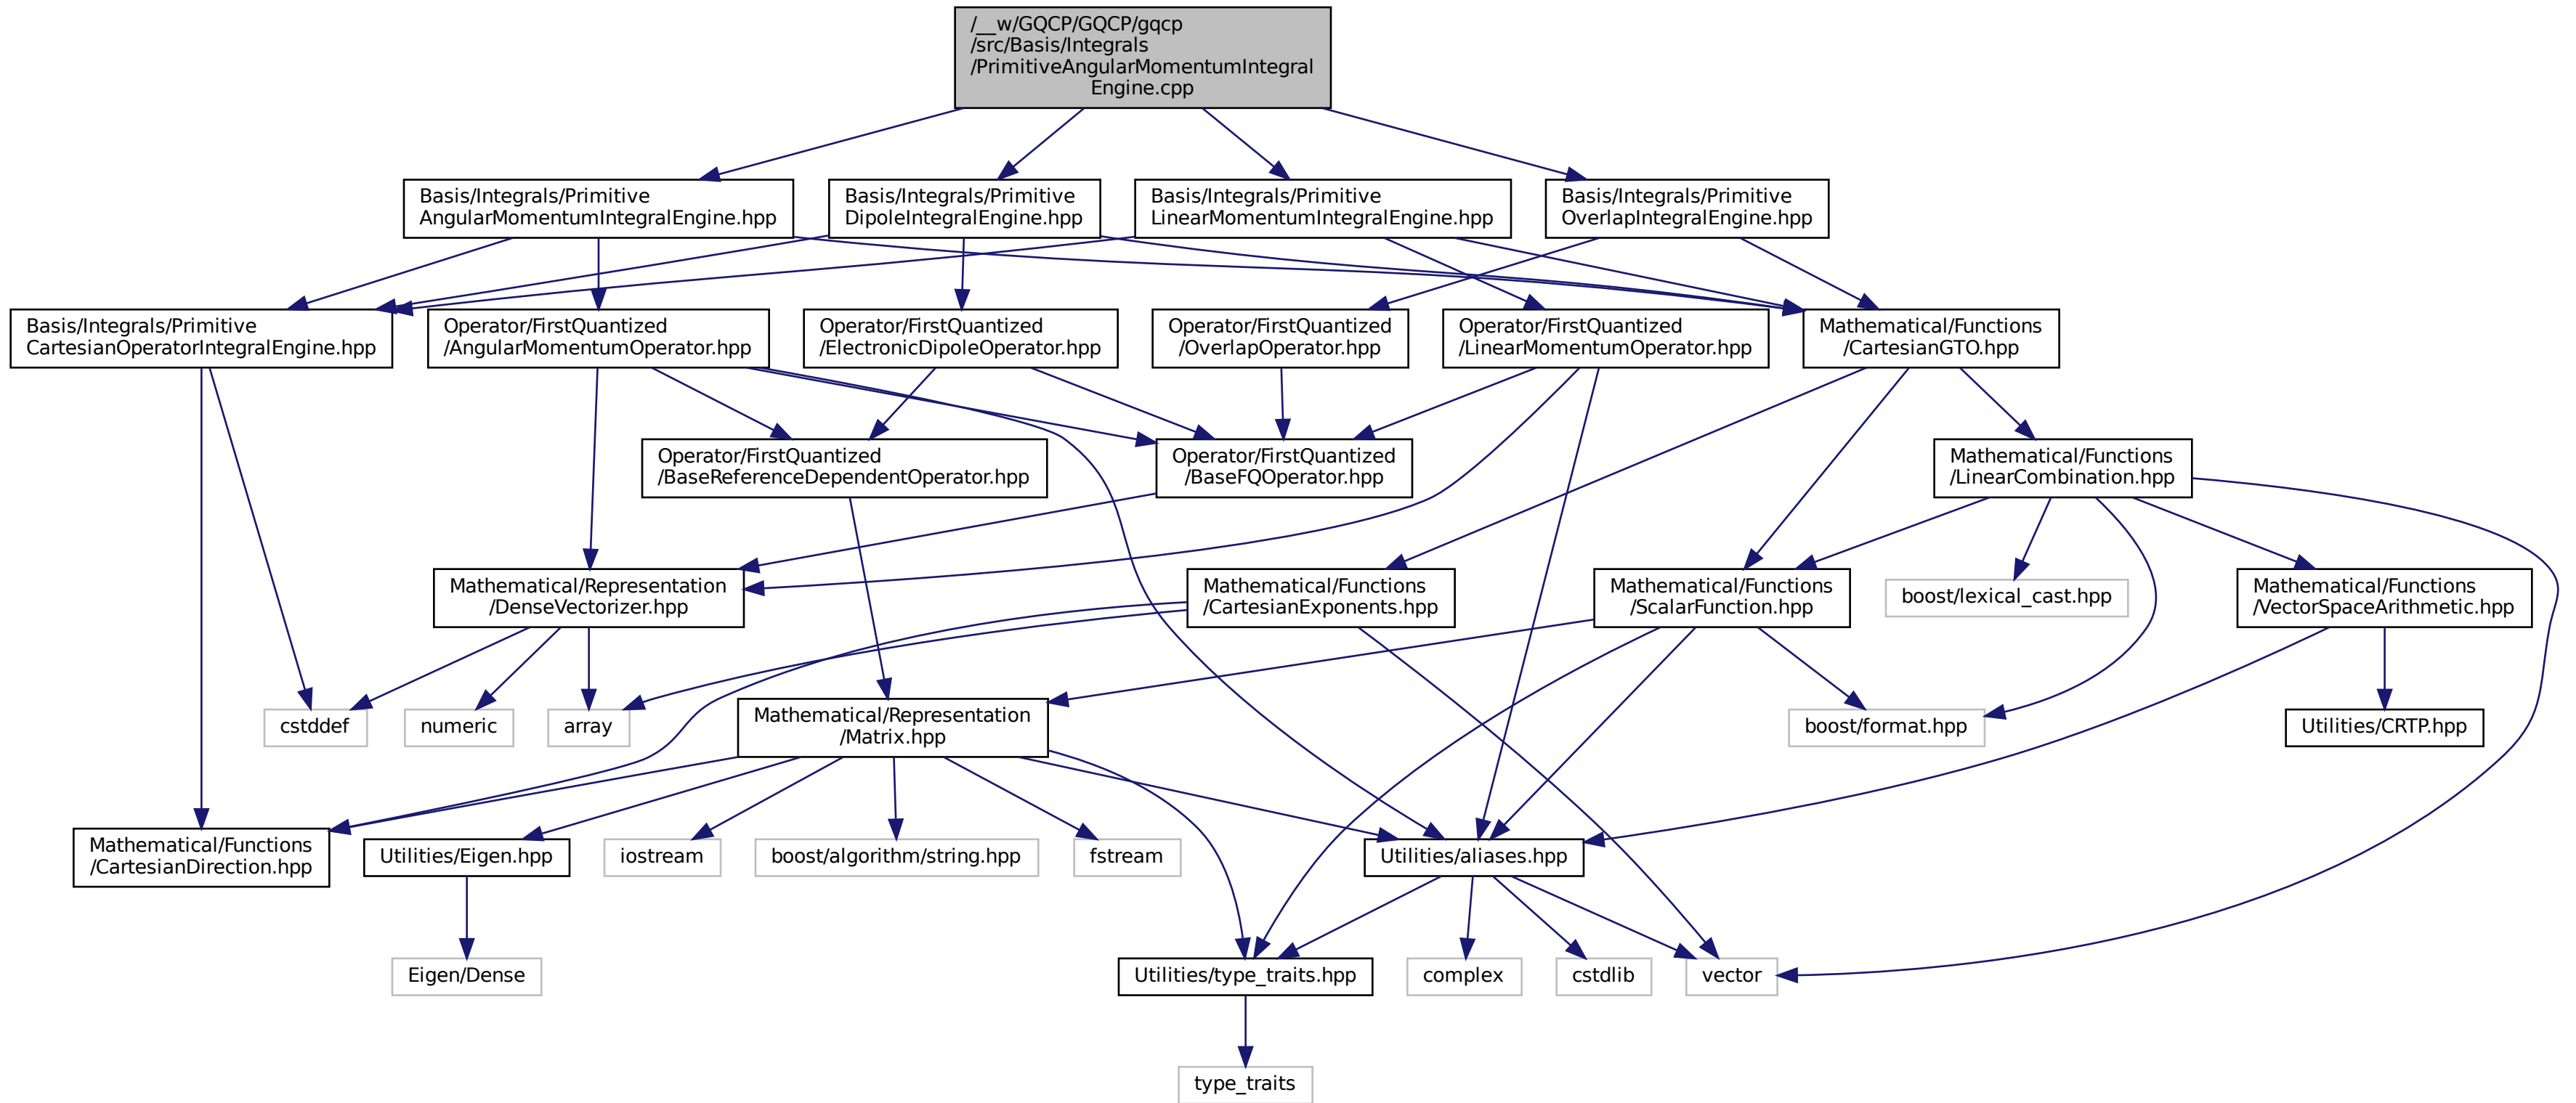 /__w/GQCP/GQCP/gqcp
/src/Basis/Integrals
/PrimitiveAngularMomentumIntegral
Engine.cpp
Basis/Integrals/Primitive
AngularMomentumIntegralEngine.hpp
Basis/Integrals/Primitive
DipoleIntegralEngine.hpp
Basis/Integrals/Primitive
LinearMomentumIntegralEngine.hpp
Basis/Integrals/Primitive
OverlapIntegralEngine.hpp
Basis/Integrals/Primitive
CartesianOperatorIntegralEngine.hpp
Operator/FirstQuantized
/AngularMomentumOperator.hpp
Operator/FirstQuantized
/ElectronicDipoleOperator.hpp
Operator/FirstQuantized
/OverlapOperator.hpp
Operator/FirstQuantized
/LinearMomentumOperator.hpp
Mathematical/Functions
/CartesianGTO.hpp
Operator/FirstQuantized
/BaseReferenceDependentOperator.hpp
Operator/FirstQuantized
/BaseFQOperator.hpp
Mathematical/Functions
/LinearCombination.hpp
Mathematical/Representation
/DenseVectorizer.hpp
Mathematical/Functions
/CartesianExponents.hpp
Mathematical/Functions
/ScalarFunction.hpp
boost/lexical_cast.hpp
Mathematical/Functions
/VectorSpaceArithmetic.hpp
cstddef
numeric
array
Mathematical/Representation
/Matrix.hpp
boost/format.hpp
Utilities/CRTP.hpp
Mathematical/Functions
/CartesianDirection.hpp
Utilities/Eigen.hpp
iostream
boost/algorithm/string.hpp
fstream
Utilities/aliases.hpp
Eigen/Dense
Utilities/type_traits.hpp
complex
cstdlib
vector
type_traits